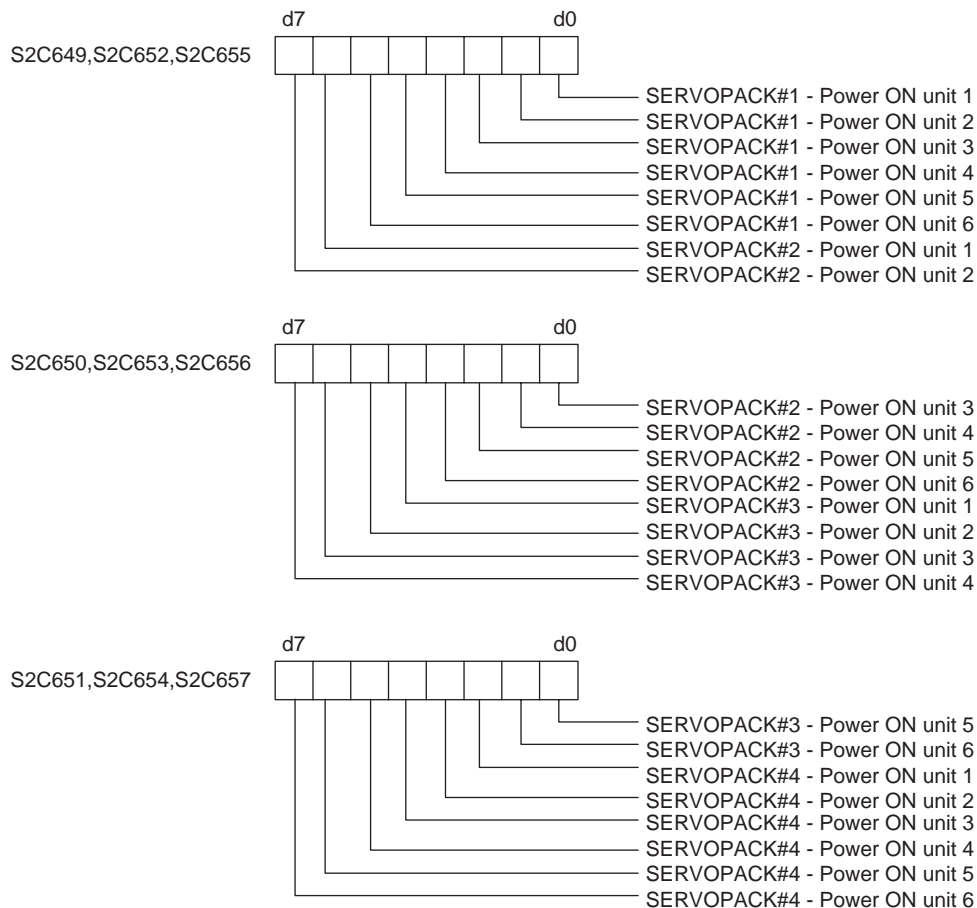 d7 d0
S2C649,S2C652,S2C655
SERVOPACK#1 - Power ON unit 1
SERVOPACK#1 - Power ON unit 2
SERVOPACK#1 - Power ON unit 3
SERVOPACK#1 - Power ON unit 4
SERVOPACK#1 - Power ON unit 5
SERVOPACK#1 - Power ON unit 6
SERVOPACK#2 - Power ON unit 1
SERVOPACK#2 - Power ON unit 2
d7 d0
S2C650,S2C653,S2C656
SERVOPACK#2 - Power ON unit 3
SERVOPACK#2 - Power ON unit 4
SERVOPACK#2 - Power ON unit 5
SERVOPACK#2 - Power ON unit 6
SERVOPACK#3 - Power ON unit 1
SERVOPACK#3 - Power ON unit 2
SERVOPACK#3 - Power ON unit 3
SERVOPACK#3 - Power ON unit 4
d7 d0
S2C651,S2C654,S2C657
SERVOPACK#3 - Power ON unit 5
SERVOPACK#3 - Power ON unit 6
SERVOPACK#4 - Power ON unit 1
SERVOPACK#4 - Power ON unit 2
SERVOPACK#4 - Power ON unit 3
SERVOPACK#4 - Power ON unit 4
SERVOPACK#4 - Power ON unit 5
SERVOPACK#4 - Power ON unit 6